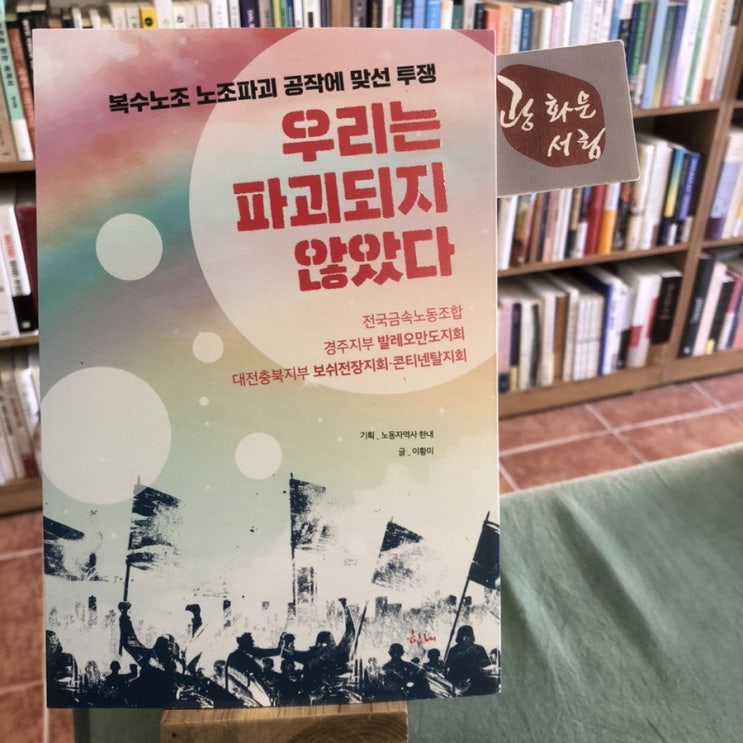 복수노조 노조파괴 공작에 맞선 투쟁
우리는
파괴되지
않았다
전국금속노동조합
경주지부 발레오만도지회
대전충북지부 보쉬전장지회·콘티넨탈지회
기획_ 노동자역사 한내
글_ 이황미
한내
광화문
서림